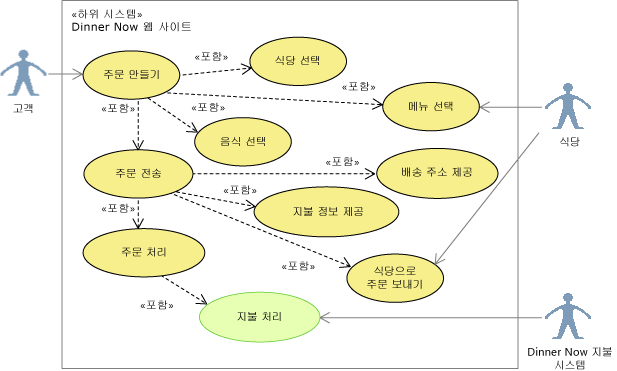 «하위 시스템»
Dinner Now 웹 사이트
«포함»
식당 선택
주문 만들기
«포함»
고객
«포함»
«포함»
메뉴 선택
식당
음식 선택
«포함»
주문 전송
배송 주소 제공
«포함»
«포함»
지불 정보 제공
주문 처리
«포함»
식당으로
주문 보내기
«포함»
지불 처리
Dinner Now 지불
시스템